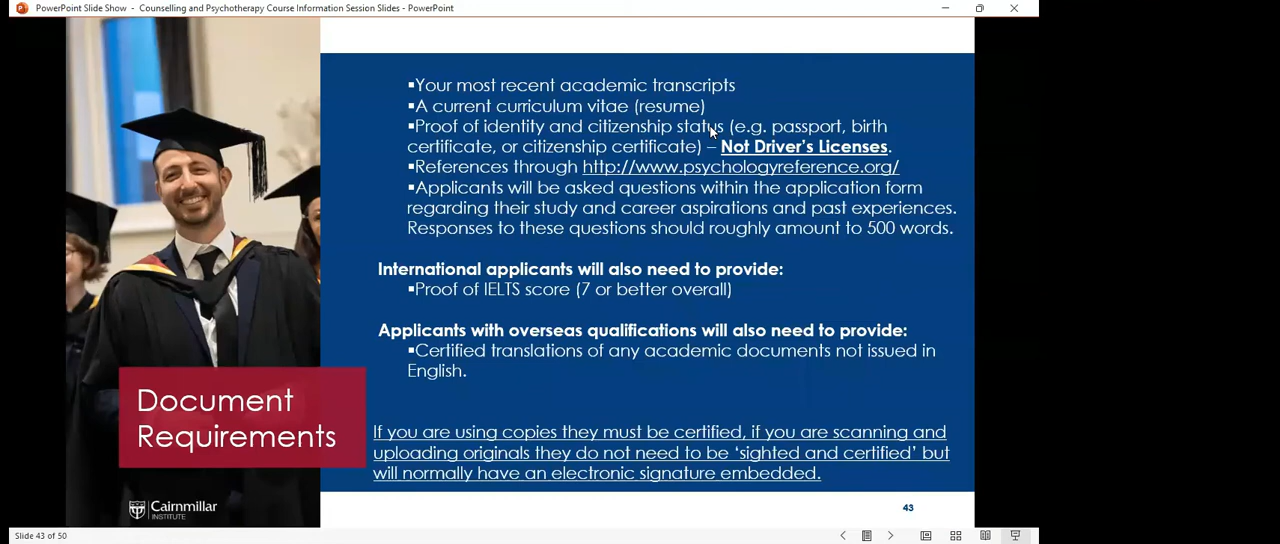 PowerPoint Slide Show - Counselling and Psychotherapy Course Information Session Slides - PowerPoint
▪Your most recent academic transcripts
▪A current curriculum vitae (resume)
▪Proof of identity and citizenship status (e.g. passport, birth
certificate, or citizenship certificate) – Not Driver's Licenses.
▪References through http://www.psychologyreference.org/
▪Applicants will be asked questions within the application form
regarding their study and career aspirations and past experiences.
Responses to these questions should roughly amount to 500 words.
International applicants will also need to provide:
▪Proof of IELTS score (7 or better overall)
Applicants with overseas qualifications will also need to provide:
▪Certified translations of any academic documents not issued in
English.
Document
Requirements
If you are using copies they must be certified, if you are scanning and
uploading originals they do not need to be 'sighted and certified' but
will normally have an electronic signature embedded.
Cairnmillar
INSTITUTE
43
Slide 43 of 50